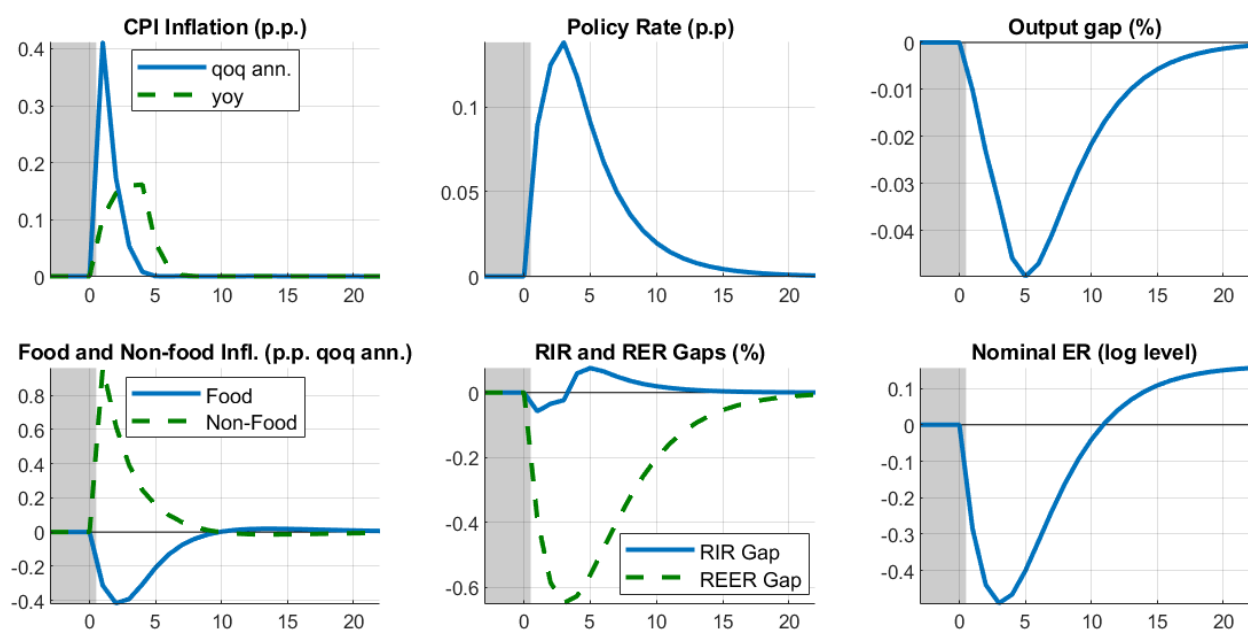 CPI Inflation (p.p.)
0.4
0.3
0.2
0.1
0
qoq ann.
yoy
0 5 10 15 20
Policy Rate (p.p)
0.1
0.05
0
0 5 10 15 20
Output gap (%)
0
-0.01
-0.02
-0.03
-0.04
0 5 10 15 20
Food and Non-food Infl. (p.p. qoq ann.)
0.8
0.6
0.4
0.2
0
-0.2
-0.4
Food
Non-Food
0 5 10 15 20
RIR and RER Gaps (%)
0
-0.2
-0.4
-0.6
RIR Gap
REER Gap
0 5 10 15 20
Nominal ER (log level)
0.1
0
-0.1
-0.2
-0.3
-0.4
0 5 10 15 20